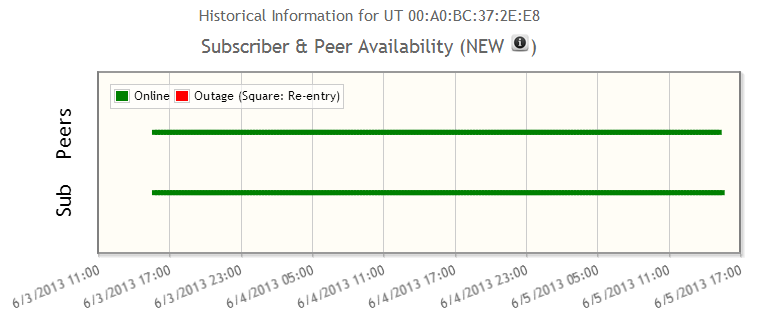 Historical Information for UT 00:A0:BC:37:2E:E8
Subscriber & Peer Availability (NEW i)
Online Outage (Square: Re-entry)
Peers
Sub
6/3/2013 11:00
6/3/2013 17:00
6/3/2013 23:00
6/4/2013 05:00
6/4/2013 11:00
6/4/2013 17:00
6/4/2013 23:00
6/5/2013 05:00
6/5/2013 11:00
6/5/2013 17:00